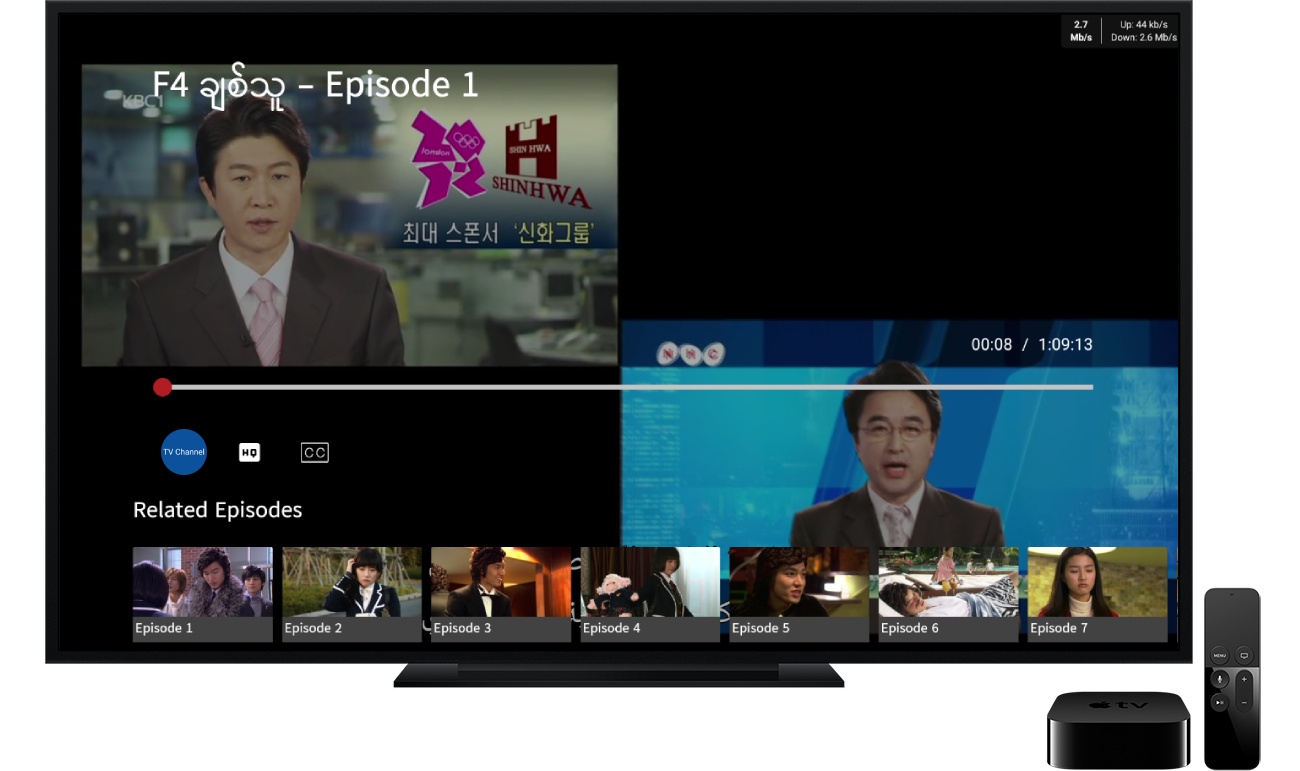 2.7
Mb/s
Up: 44 kb/s
Down: 2.6 Mb/s
F4 ချစ်သူ – Episode 1
KBC1
london
SHIN HWA
SHINHWA
최대 스폰서 '신화그룹'
N H C
00:08 / 1:09:13
TV Channel
HQ
CC
Related Episodes
Episode 1
Episode 2
Episode 3
Episode 4
Episode 5
Episode 6
Episode 7
MENU
tv